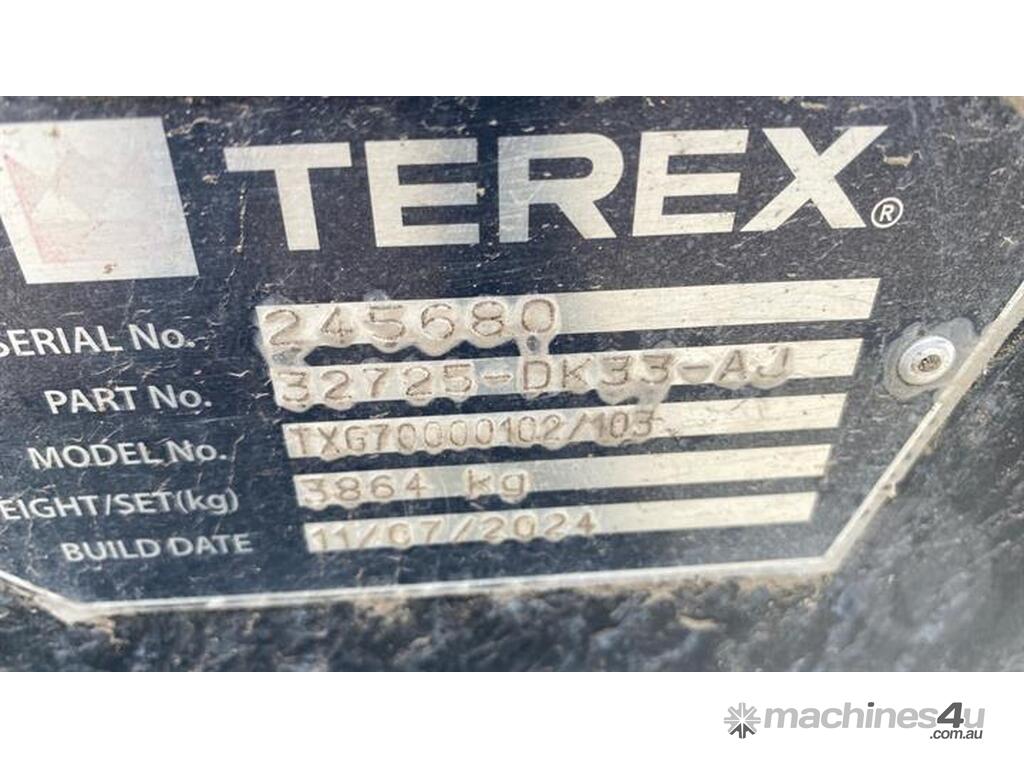 TEREX®
SERIAL No. 245680
PART No. 32725-DK33-AJ
MODEL No. TXG70000102/103
EIGHT/SET(kg) 3864 kg
BUILD DATE 11/07/2024
machines4u
.com.au